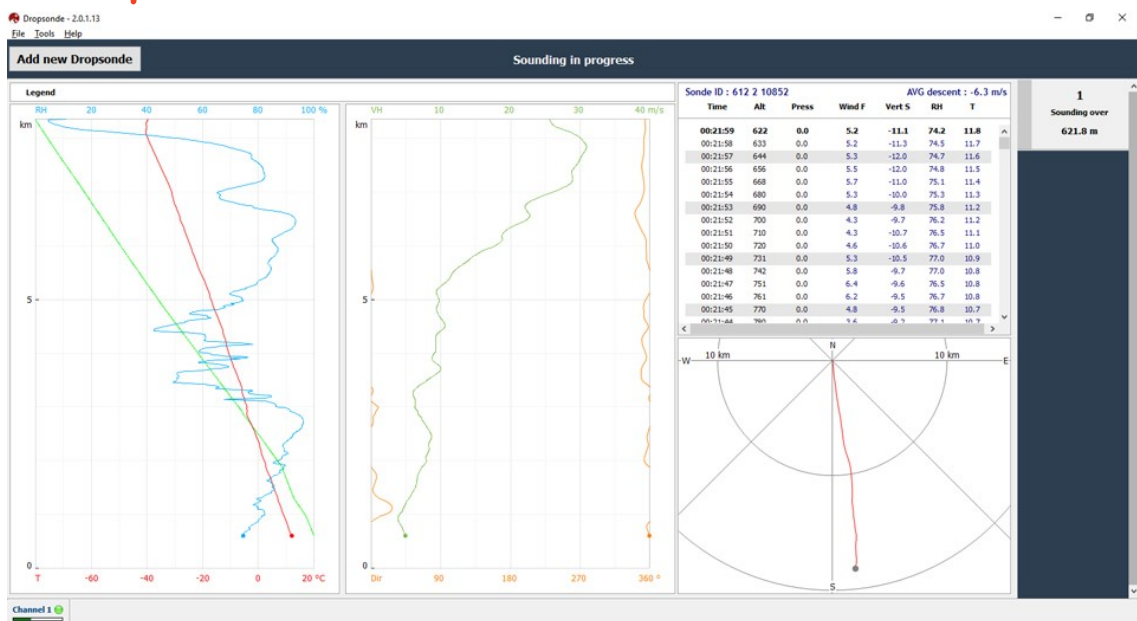 Dropsonde - 2.0.1.13
File Tools Help
Add new Dropsonde
Sounding in progress
Legend
RH 20 40 60 80 100 %
km
5
0
T -60 -40 -20 0 20 °C
VH 10 20 30 40 m/s
km
5
0
Dir 90 180 270 360 °
Sonde ID : 612 2 10852 AVG descent : -6.3 m/s
Time Alt Press Wind F Vert S RH T
00:21:59 622 0.0 5.2 -11.1 74.2 11.8
00:21:58 633 0.0 5.2 -11.3 74.5 11.7
00:21:57 644 0.0 5.3 -12.0 74.7 11.6
00:21:56 656 0.0 5.5 -12.0 74.8 11.5
00:21:55 668 0.0 5.7 -11.0 75.1 11.4
00:21:54 680 0.0 5.3 -10.0 75.3 11.3
00:21:53 690 0.0 4.8 -9.8 75.8 11.2
00:21:52 700 0.0 4.3 -9.7 76.2 11.2
00:21:51 710 0.0 4.3 -10.7 76.5 11.1
00:21:50 720 0.0 4.6 -10.6 76.7 11.0
00:21:49 731 0.0 5.3 -10.5 77.0 10.9
00:21:48 742 0.0 5.8 -9.7 77.0 10.8
00:21:47 751 0.0 6.4 -9.6 76.5 10.8
00:21:46 761 0.0 6.2 -9.5 76.7 10.8
00:21:45 770 0.0 4.8 -9.5 76.8 10.7
00:21:44 780 0.0 3.6 -9.2 77.1 10.7
N
W 10 km 10 km E
S
1
Sounding over
621.8 m
Channel 1